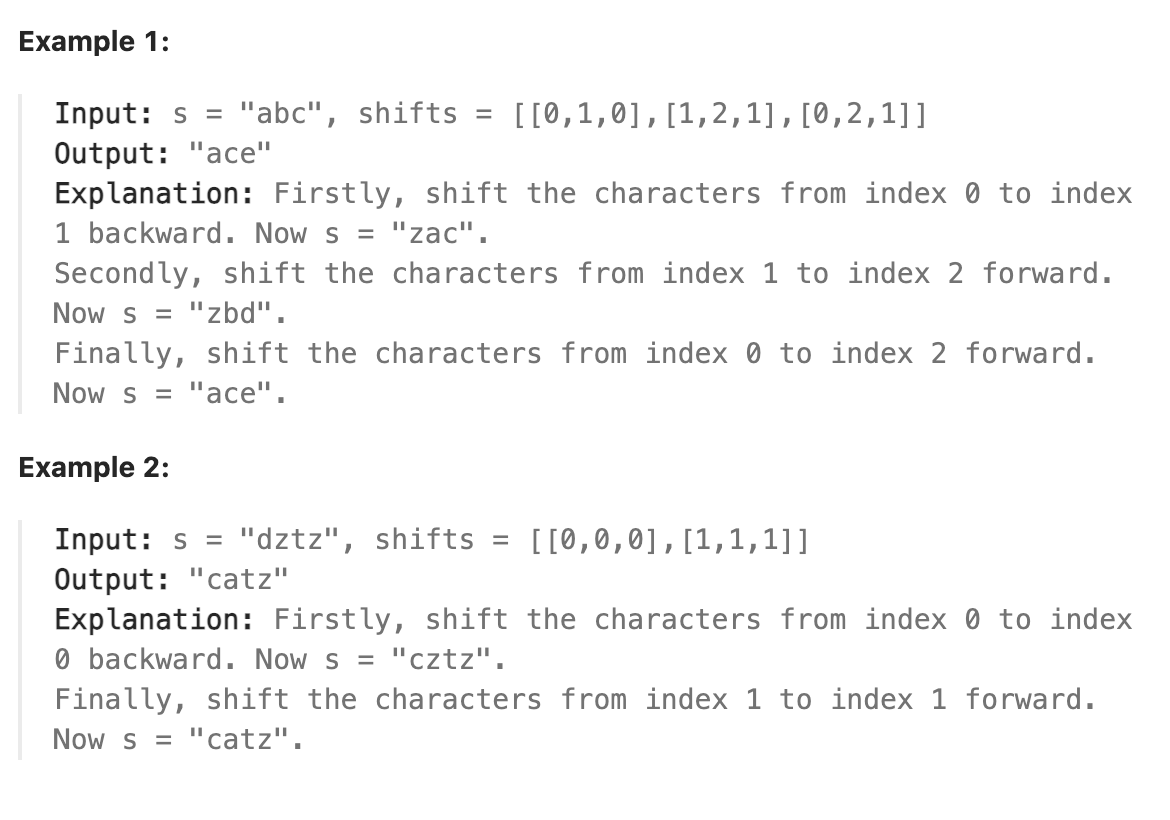 Example 1:
Input: s = "abc", shifts = [[0,1,0],[1,2,1],[0,2,1]]
Output: "ace"
Explanation: Firstly, shift the characters from index 0 to index
1 backward. Now s = "zac".
Secondly, shift the characters from index 1 to index 2 forward.
Now s = "zbd".
Finally, shift the characters from index 0 to index 2 forward.
Now s = "ace".
Example 2:
Input: s = "dztz", shifts = [[0,0,0],[1,1,1]]
Output: "catz"
Explanation: Firstly, shift the characters from index 0 to index
0 backward. Now s = "cztz".
Finally, shift the characters from index 1 to index 1 forward.
Now s = "catz".